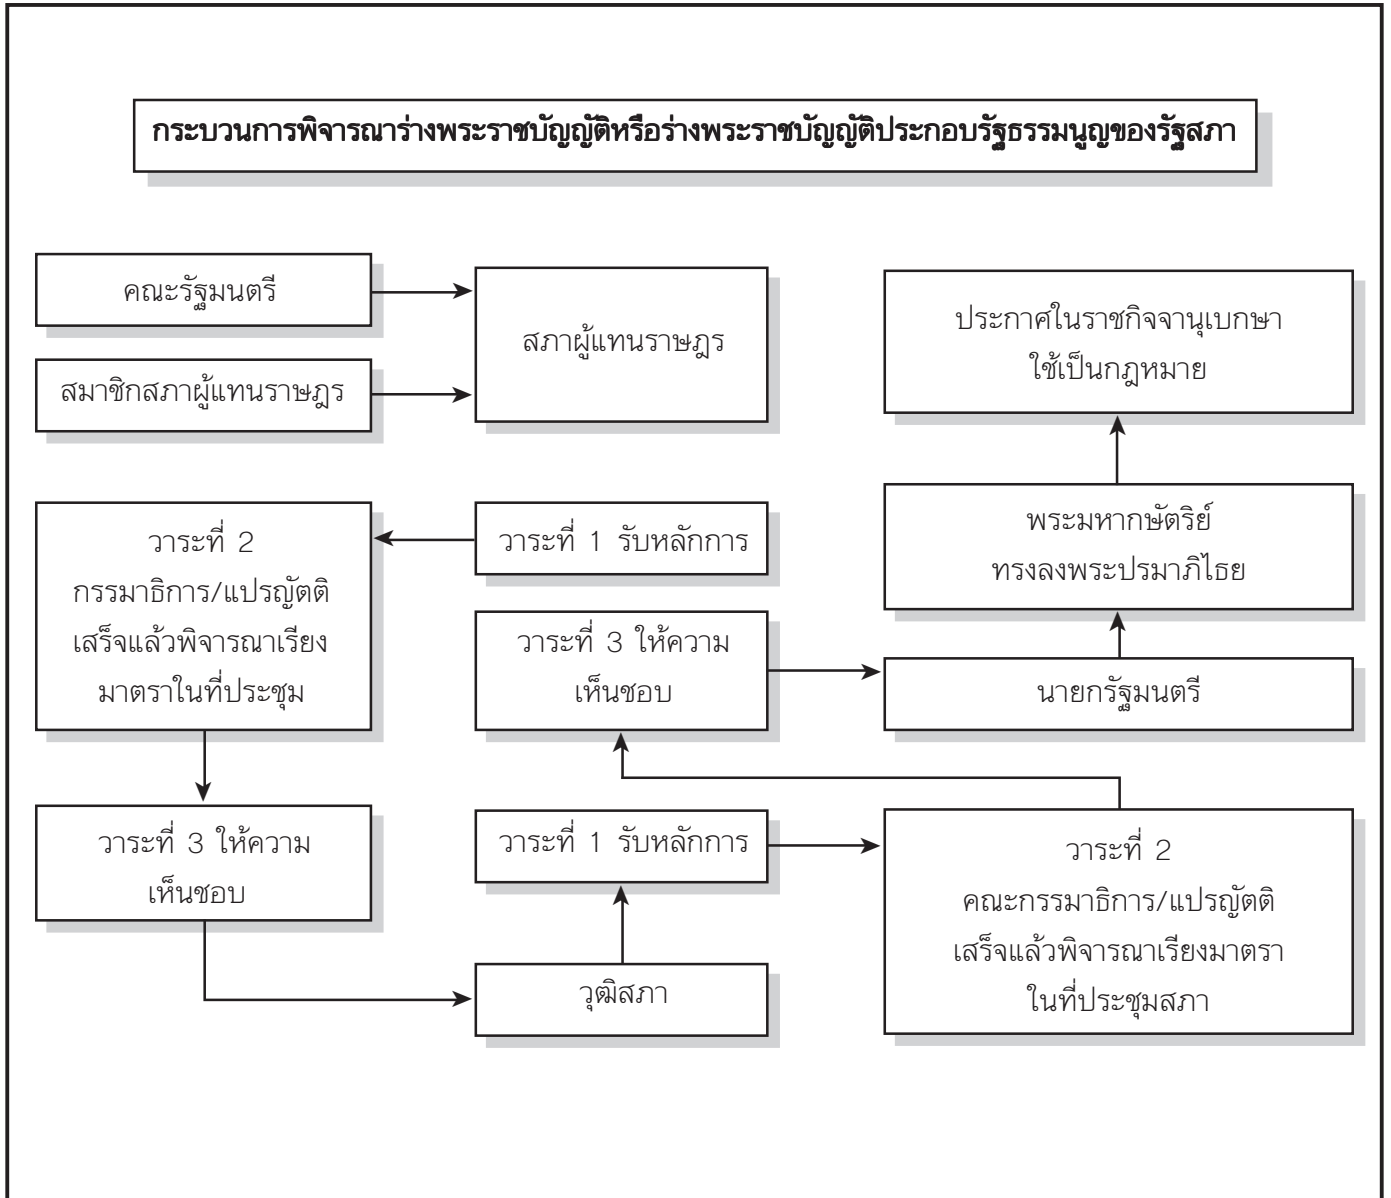 กระบวนการพิจารณาร่างพระราชบัญญัติหรือร่างพระราชบัญญัติประกอบรัฐธรรมนูญของรัฐสภา
คณะรัฐมนตรี
สมาชิกสภาผู้แทนราษฎร
สภาผู้แทนราษฎร
ประกาศในราชกิจจานุเบกษา
ใช้เป็นกฎหมาย
วาระที่ 2
กรรมาธิการ/แปรญัตติ
เสร็จแล้วพิจารณาเรียง
มาตราในที่ประชุม
วาระที่ 1 รับหลักการ
พระมหากษัตริย์
ทรงลงพระปรมาภิไธย
วาระที่ 3 ให้ความ
เห็นชอบ
นายกรัฐมนตรี
วาระที่ 3 ให้ความ
เห็นชอบ
วาระที่ 1 รับหลักการ
วาระที่ 2
คณะกรรมาธิการ/แปรญัตติ
เสร็จแล้วพิจารณาเรียงมาตรา
ในที่ประชุมสภา
วุฒิสภา